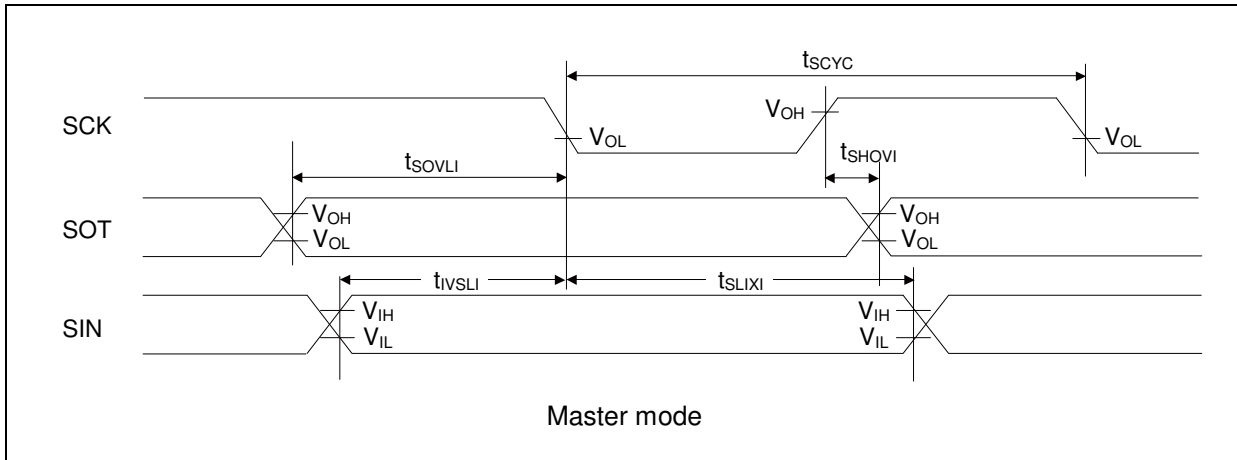 tSCYC
SCK
VOH
VOL
VOL
tSHOVI
tSOVLI
SOT
VOH
VOL
VOH
VOL
tIVSLI
tSLIXI
SIN
VIH
VIL
VIH
VIL
Master mode